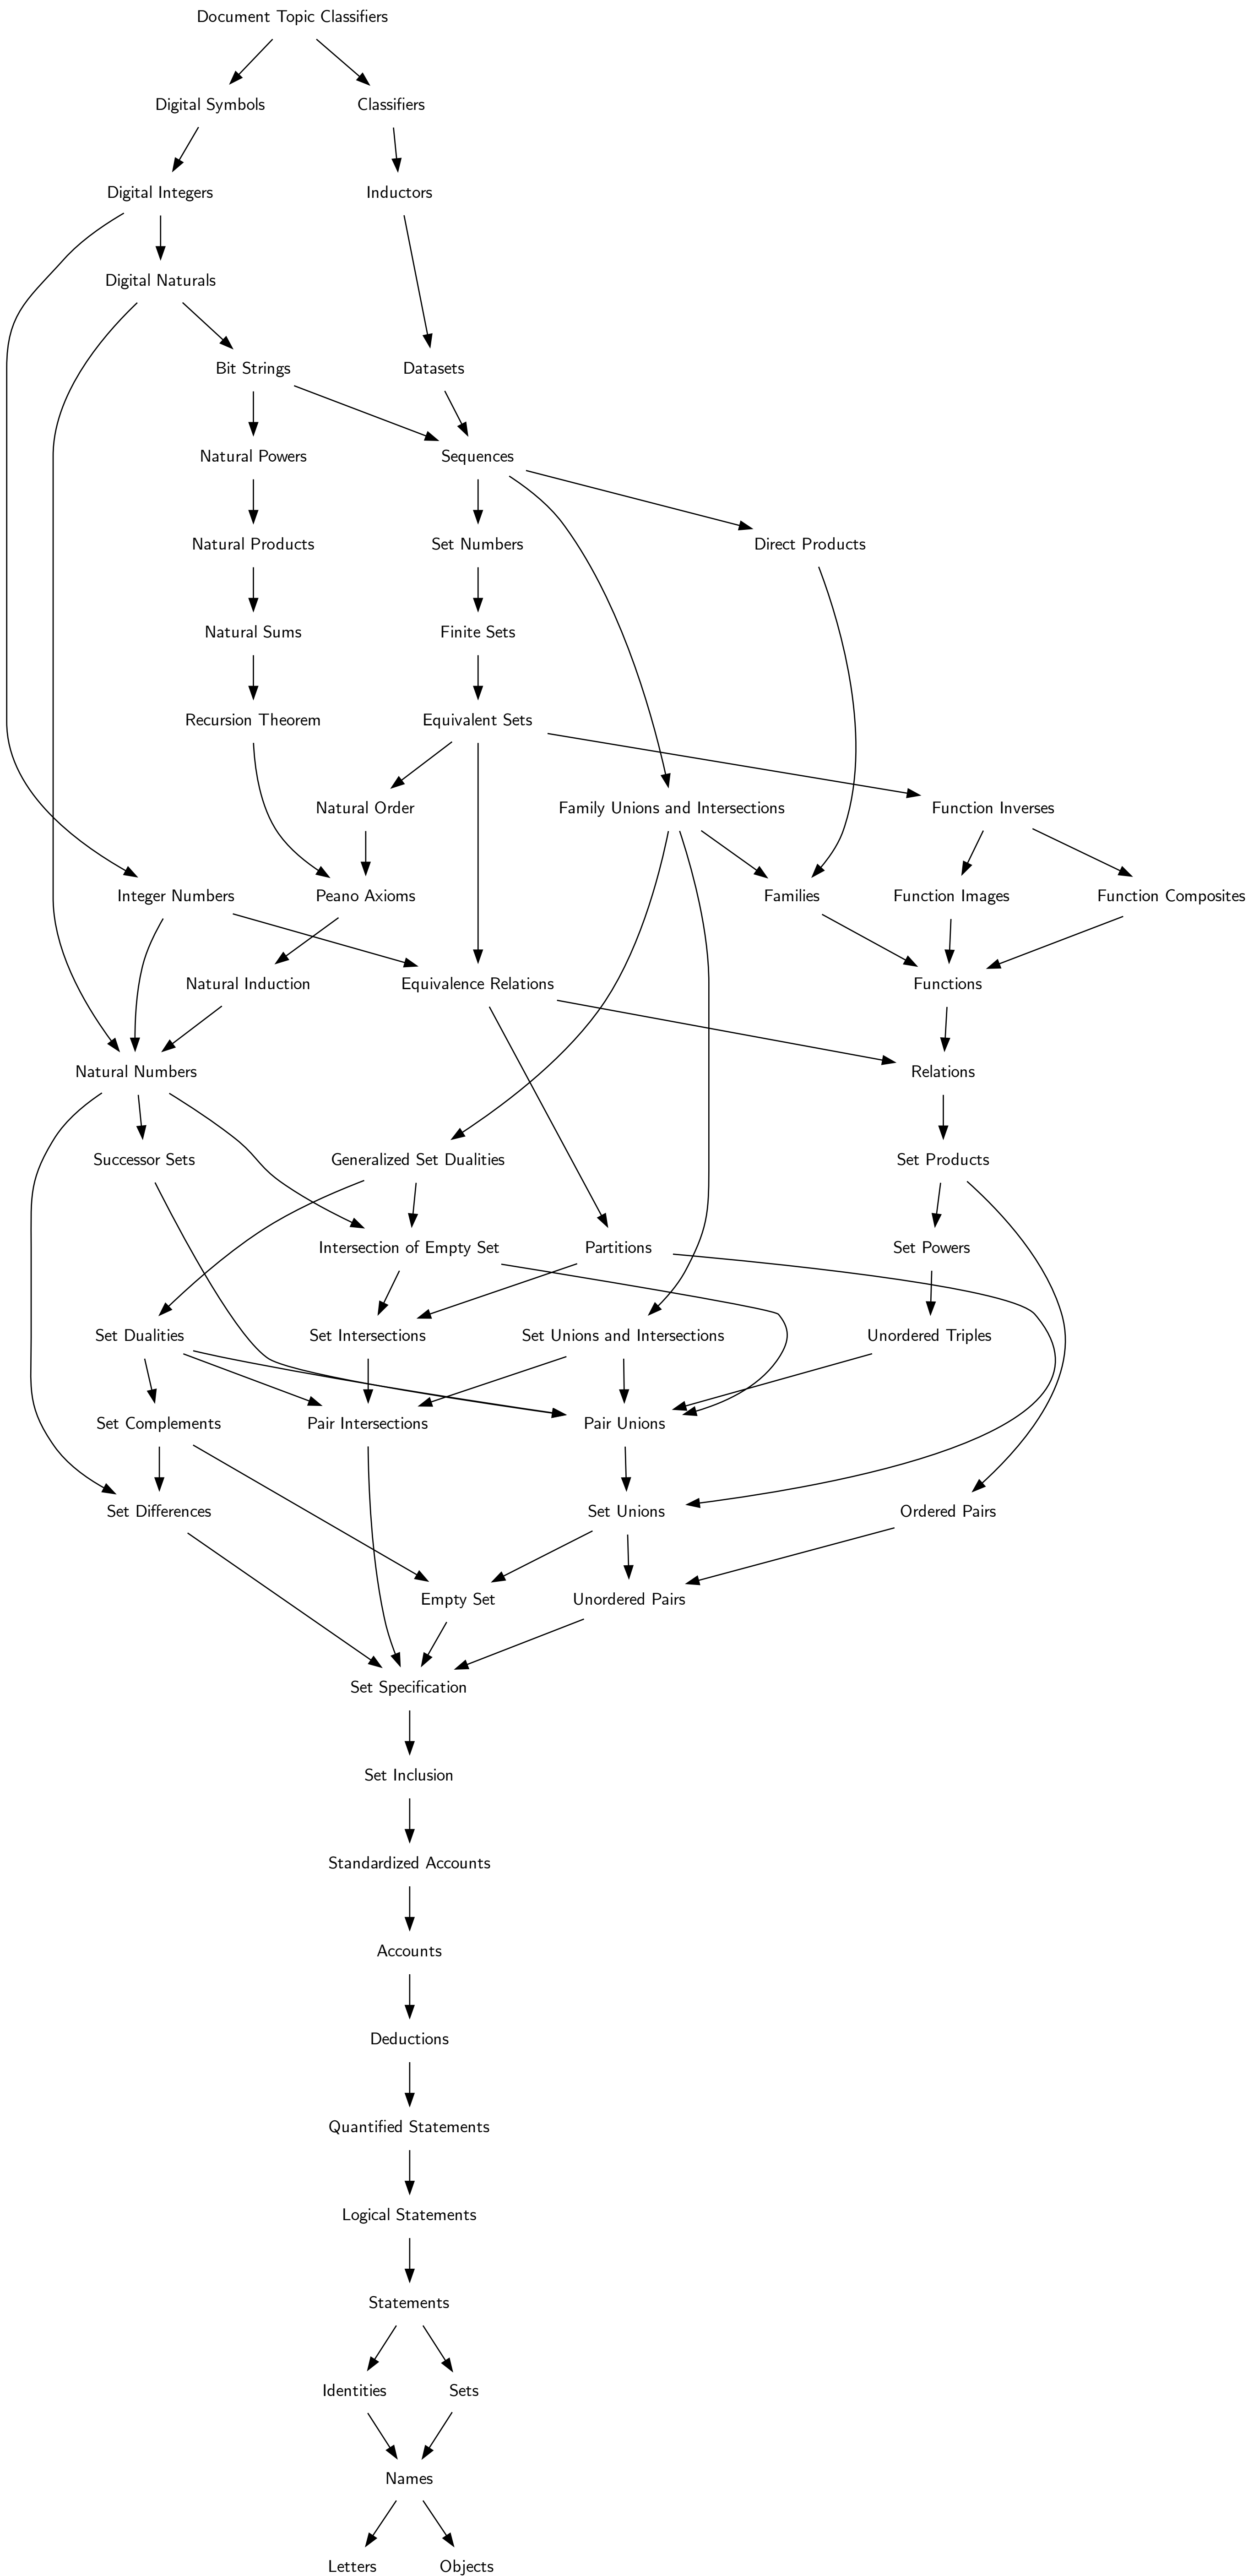 Document Topic Classifiers
Digital Symbols
Classifiers
Digital Integers
Inductors
Digital Naturals
Bit Strings
Datasets
Natural Powers
Sequences
Natural Products
Set Numbers
Direct Products
Natural Sums
Finite Sets
Recursion Theorem
Equivalent Sets
Natural Order
Family Unions and Intersections
Function Inverses
Integer Numbers
Peano Axioms
Families
Function Images
Function Composites
Natural Induction
Equivalence Relations
Functions
Natural Numbers
Relations
Successor Sets
Generalized Set Dualities
Set Products
Intersection of Empty Set
Partitions
Set Powers
Set Dualities
Set Intersections
Set Unions and Intersections
Unordered Triples
Set Complements
Pair Intersections
Pair Unions
Set Differences
Set Unions
Ordered Pairs
Empty Set
Unordered Pairs
Set Specification
Set Inclusion
Standardized Accounts
Accounts
Deductions
Quantified Statements
Logical Statements
Statements
Identities
Sets
Names
Letters
Objects